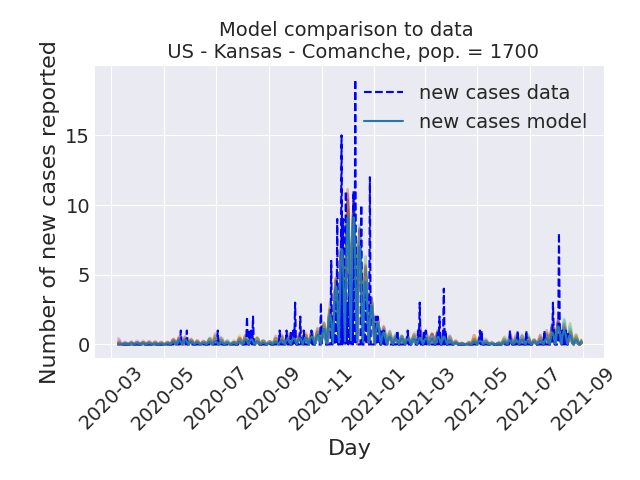 Model comparison to data
US - Kansas - Comanche, pop. = 1700
new cases data
new cases model
Number of new cases reported
15
10
5
0
2020-03
2020-05
2020-07
2020-09
2020-11
2021-01
2021-03
2021-05
2021-07
2021-09
Day